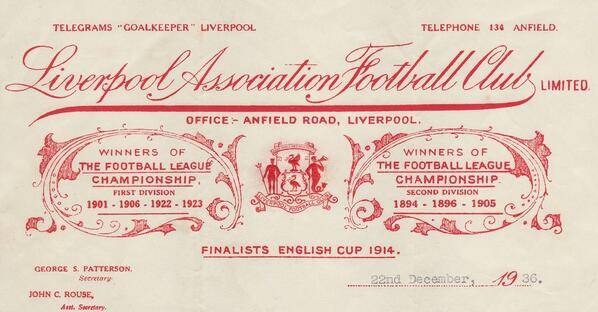 TELEGRAMS "GOALKEEPER" LIVERPOOL
TELEPHONE 134 ANFIELD.
Liverpool Association Football Club LIMITED.
OFFICE:- ANFIELD ROAD, LIVERPOOL.
WINNERS OF
THE FOOTBALL LEAGUE
CHAMPIONSHIP.
FIRST DIVISION
1901 - 1906 - 1922 - 1923
WINNERS OF
THE FOOTBALL LEAGUE
CHAMPIONSHIP.
SECOND DIVISION
1894 - 1896 - 1905
FINALISTS ENGLISH CUP 1914.
GEORGE S. PATTERSON.
Secretary.
JOHN C. ROUSE,
Asst. Secretary.
22nd December, 1936.